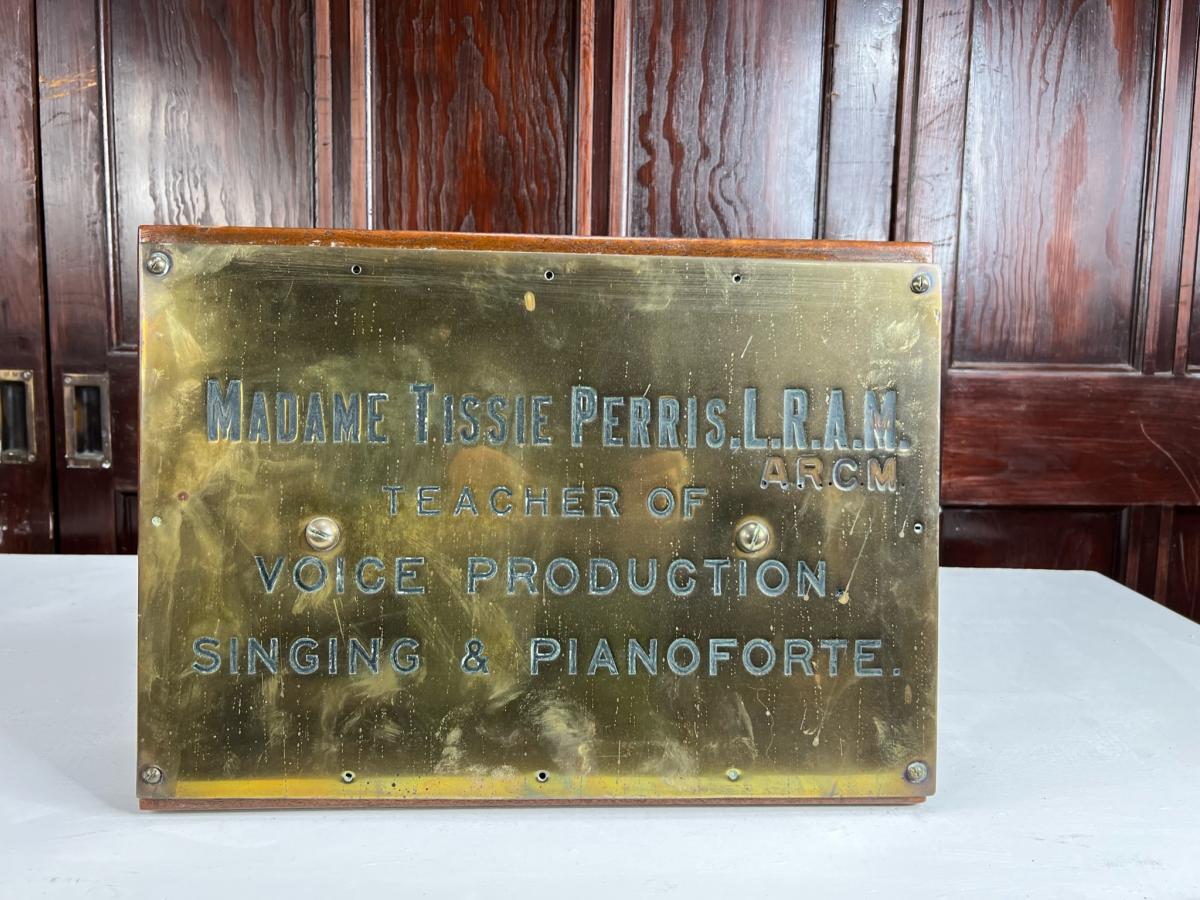 MADAME TISSIE PERRIS, L.R.A.M.
A.R.C.M.
TEACHER OF
VOICE PRODUCTION.
SINGING & PIANOFORTE.